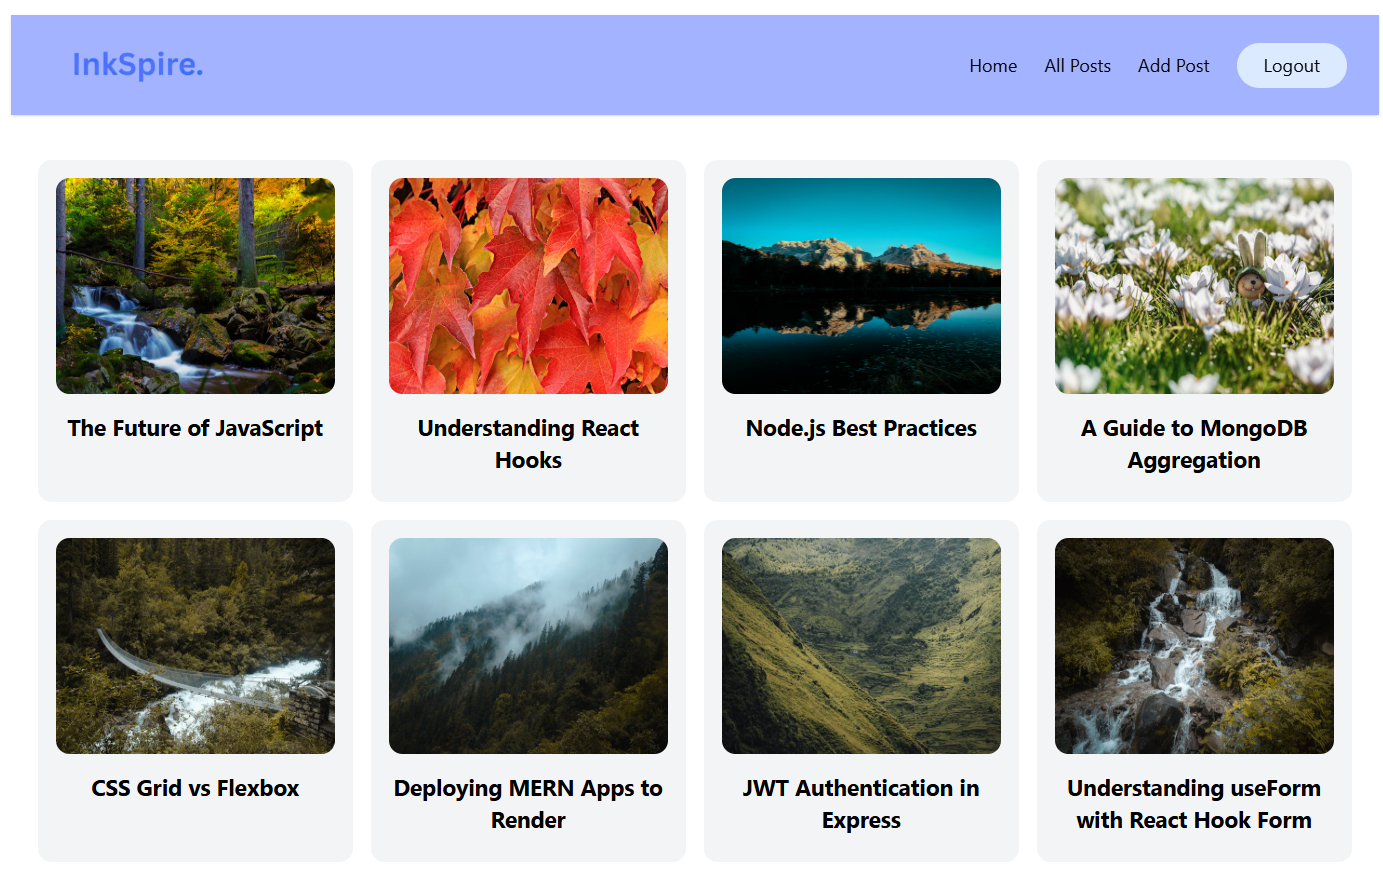 InkSpire.
Home All Posts Add Post Logout
The Future of JavaScript
Understanding React
Hooks
Node.js Best Practices
A Guide to MongoDB
Aggregation
CSS Grid vs Flexbox
Deploying MERN Apps to
Render
JWT Authentication in
Express
Understanding useForm
with React Hook Form